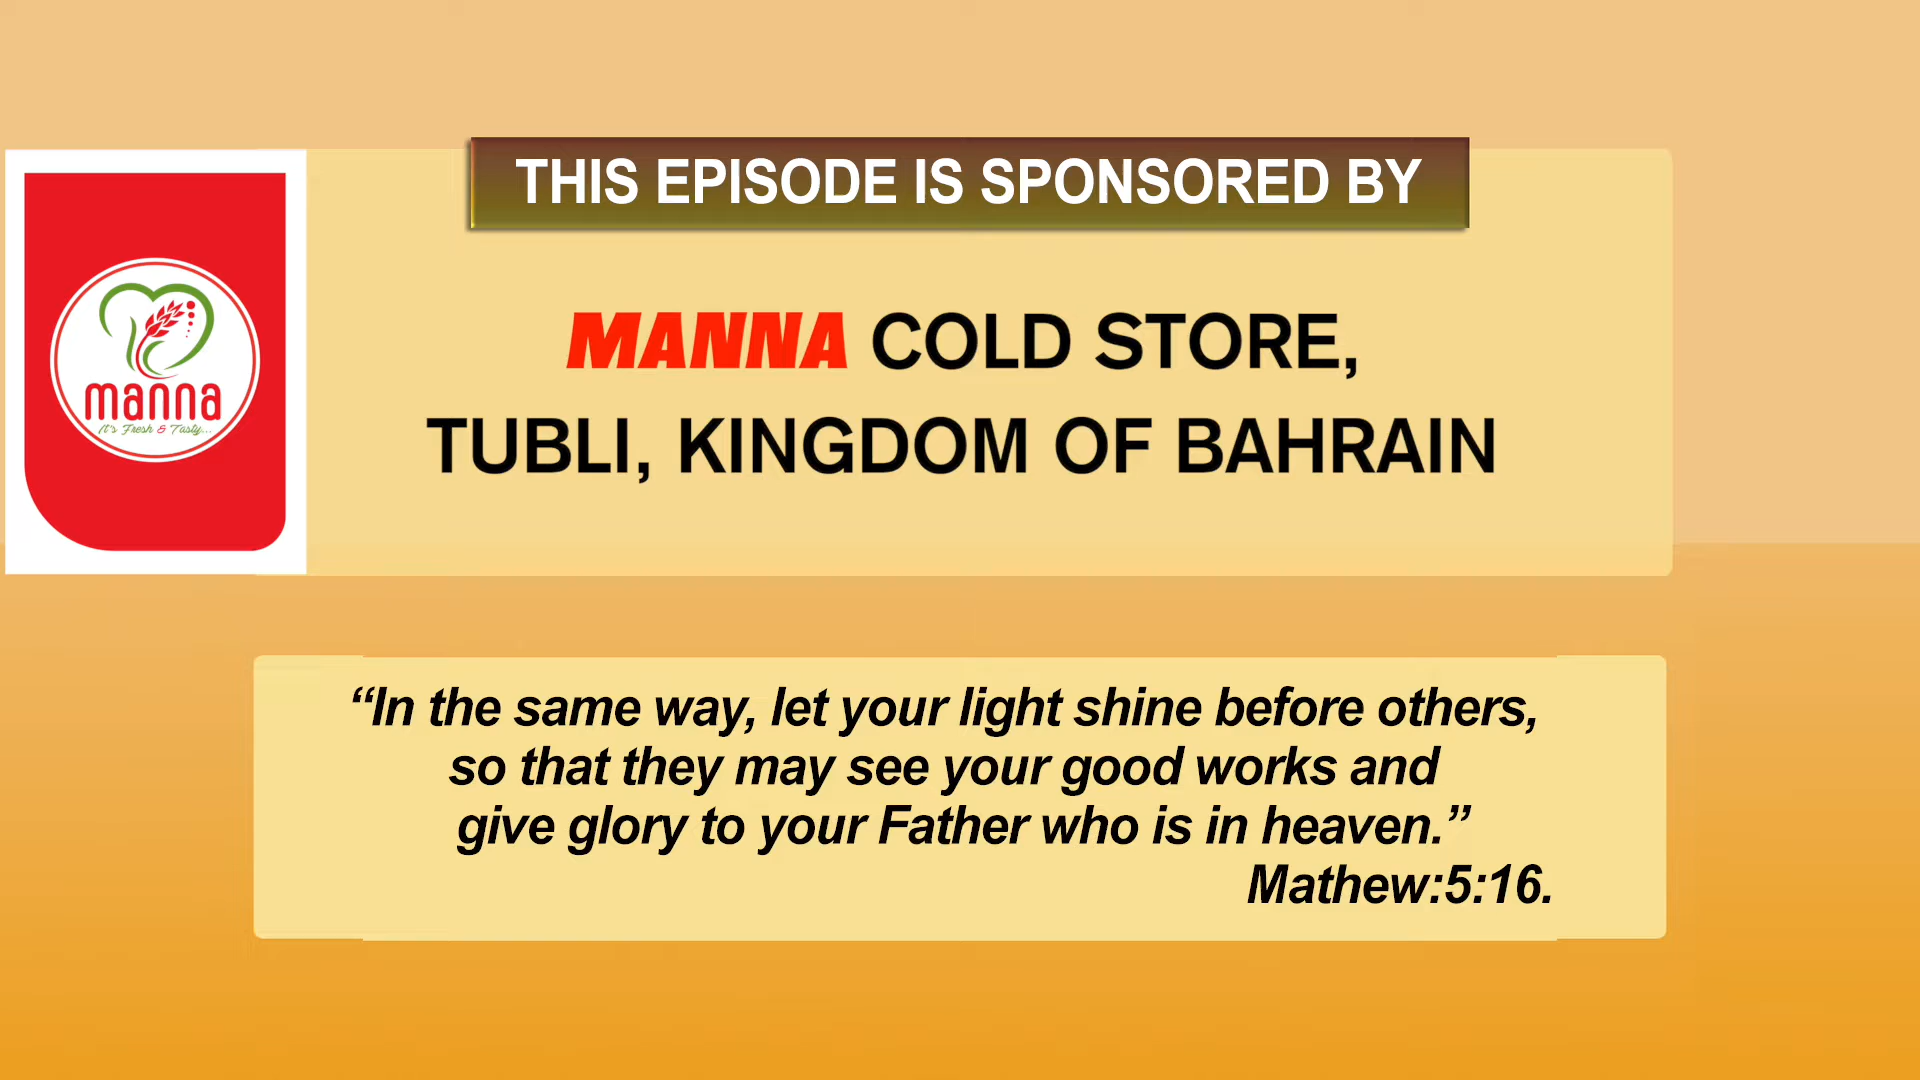 THIS EPISODE IS SPONSORED BY
manna
It's Fresh & Tasty...
MANNA COLD STORE,
TUBLI, KINGDOM OF BAHRAIN
“In the same way, let your light shine before others,
so that they may see your good works and
give glory to your Father who is in heaven.”
Mathew:5:16.